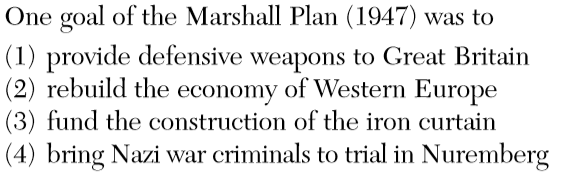 One goal of the Marshall Plan (1947) was to
(1) provide defensive weapons to Great Britain
(2) rebuild the economy of Western Europe
(3) fund the construction of the iron curtain
(4) bring Nazi war criminals to trial in Nuremberg